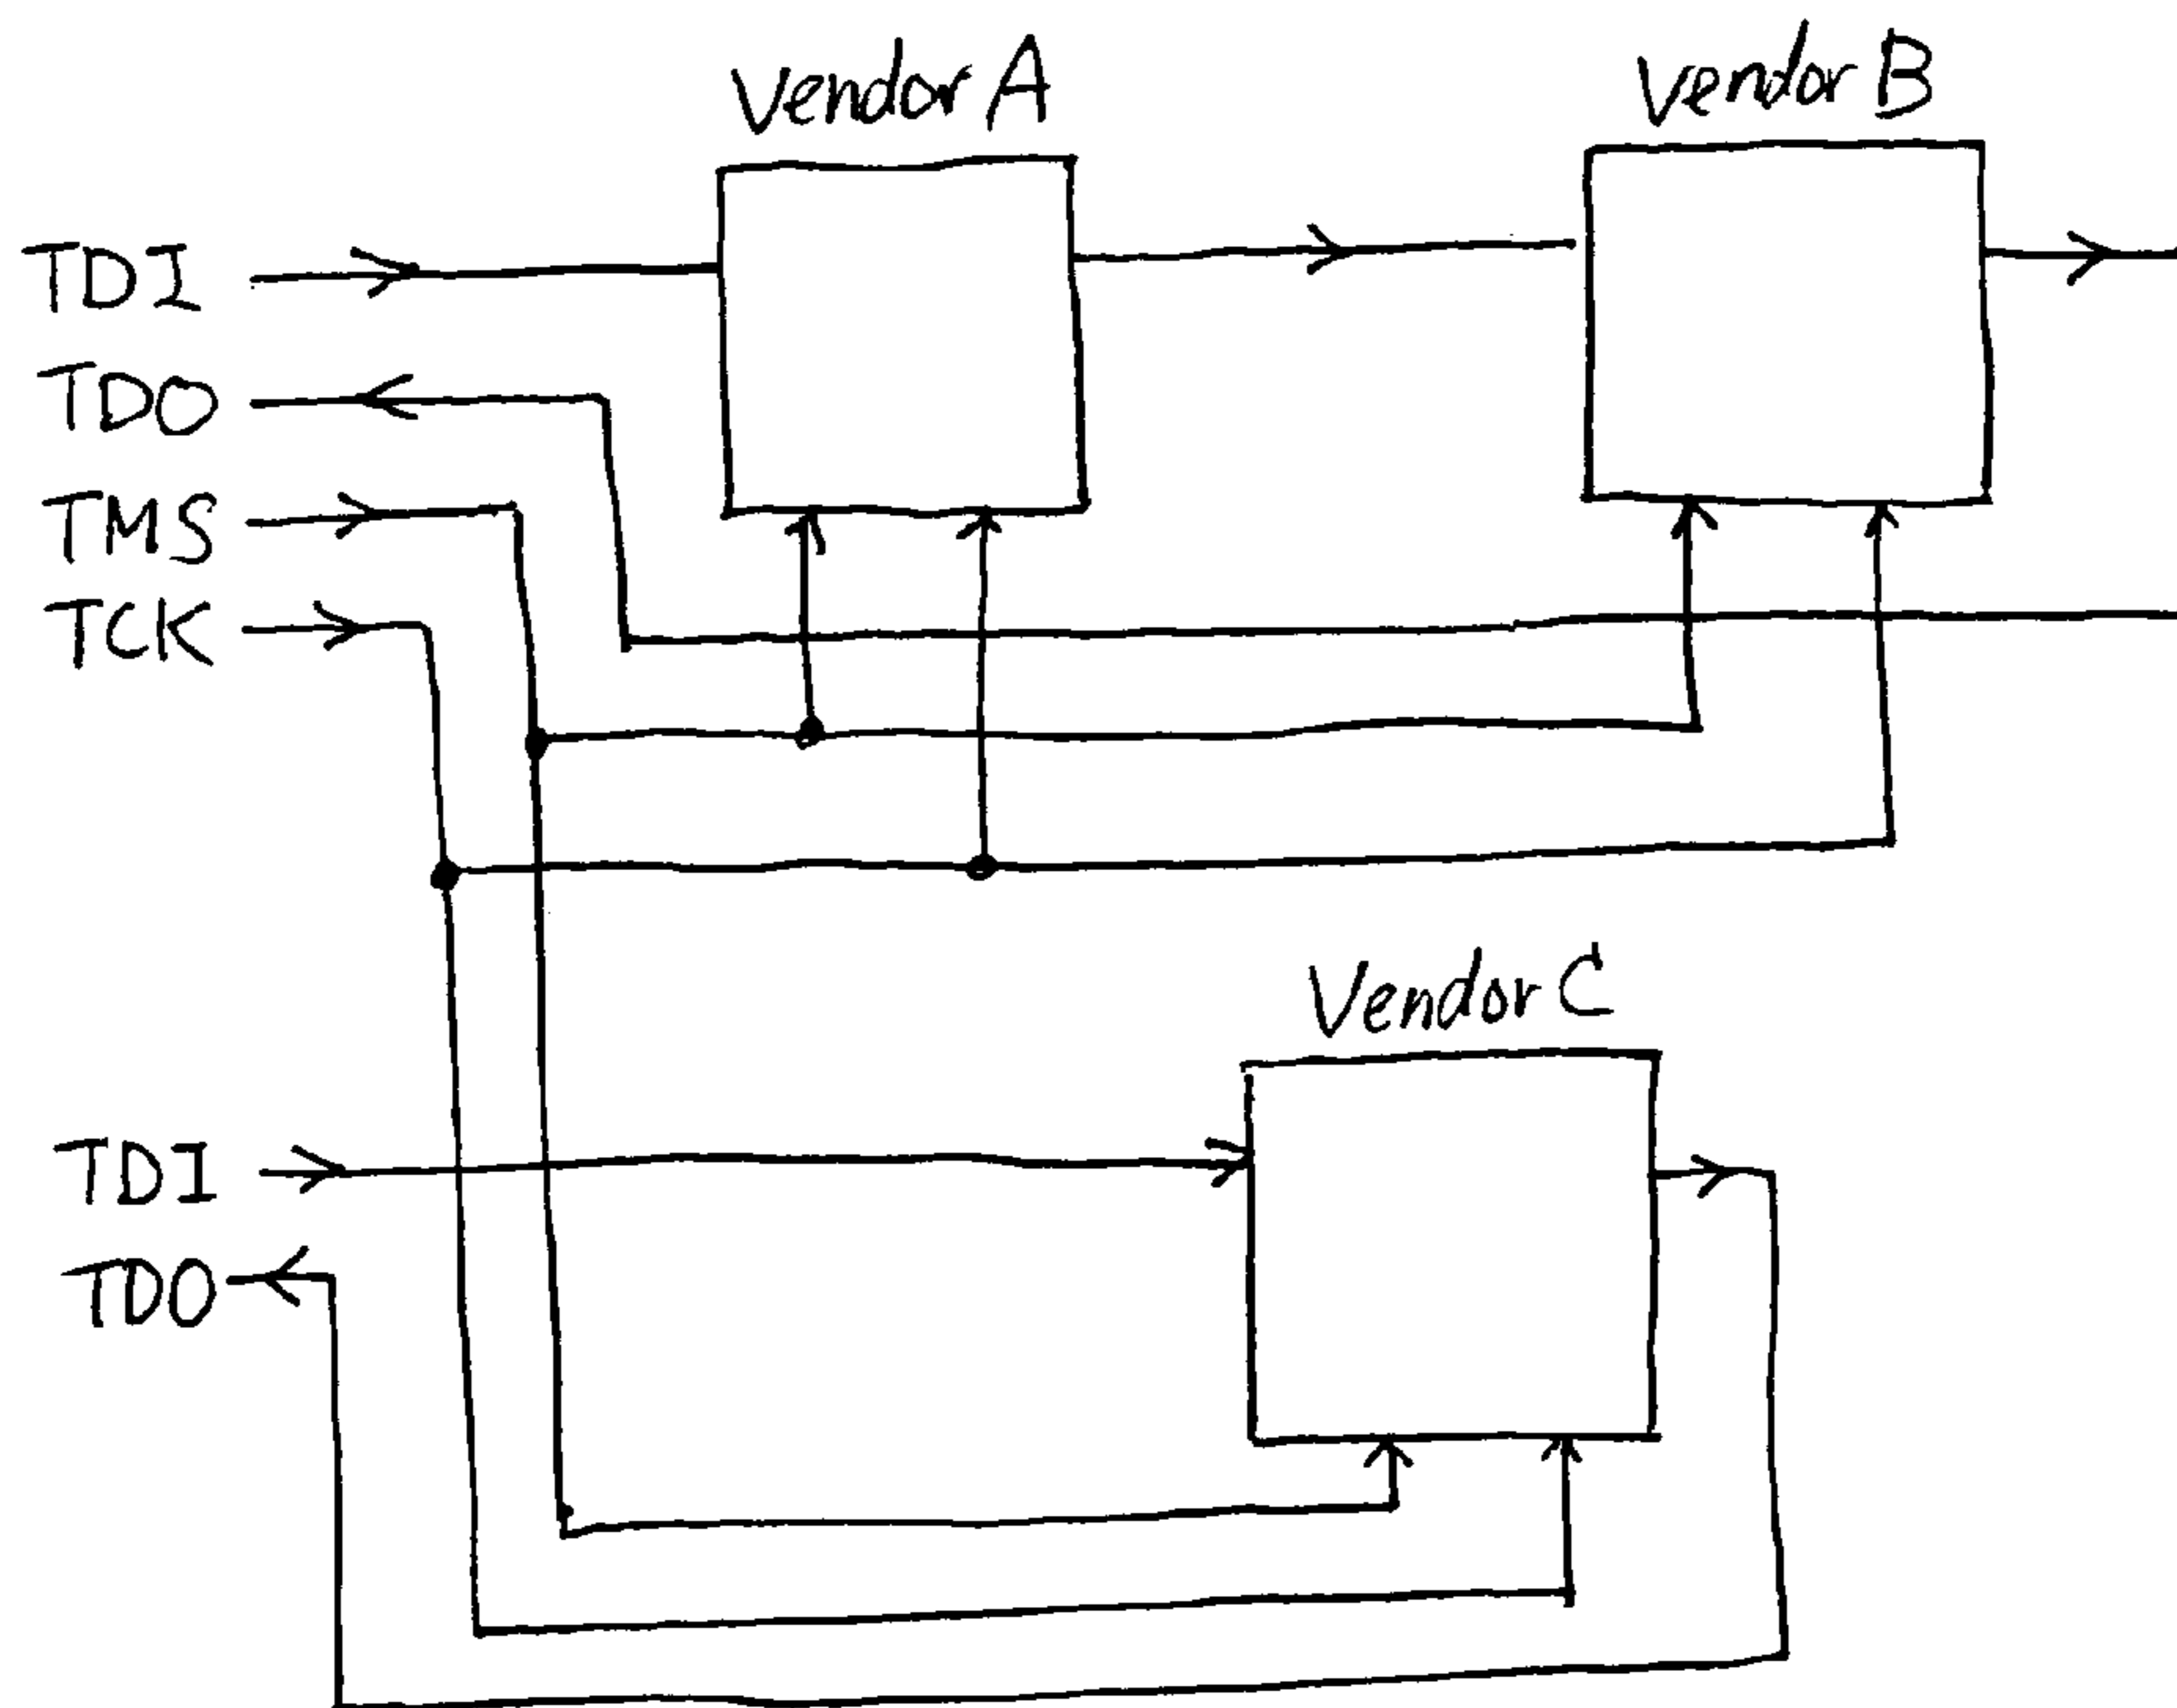 Vendor A
Vendor B
TDI
TDO
TMS
TCK
Vendor C
TDI
TDO